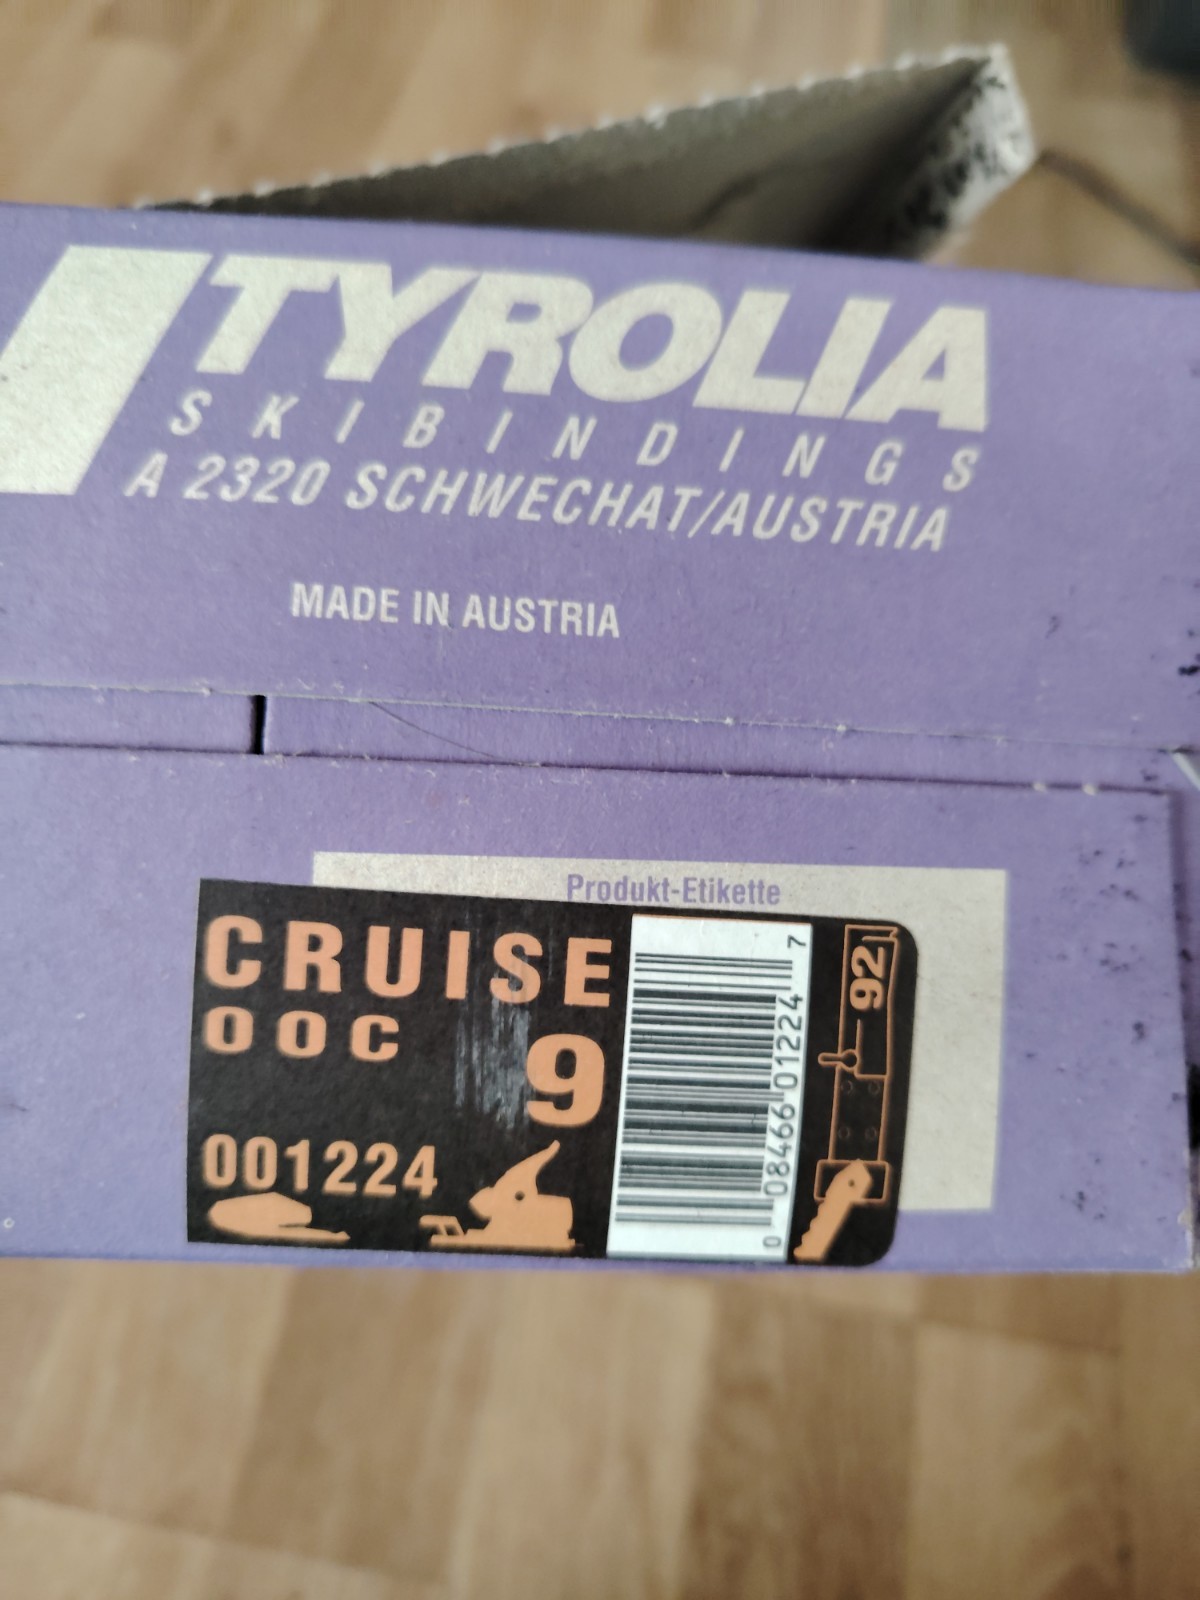 TYROLIA
SKIBINDINGS
A 2320 SCHWECHAT/AUSTRIA
MADE IN AUSTRIA
Produkt-Etikette
CRUISE
OOC
9
001224
0 08466 01224 7
92